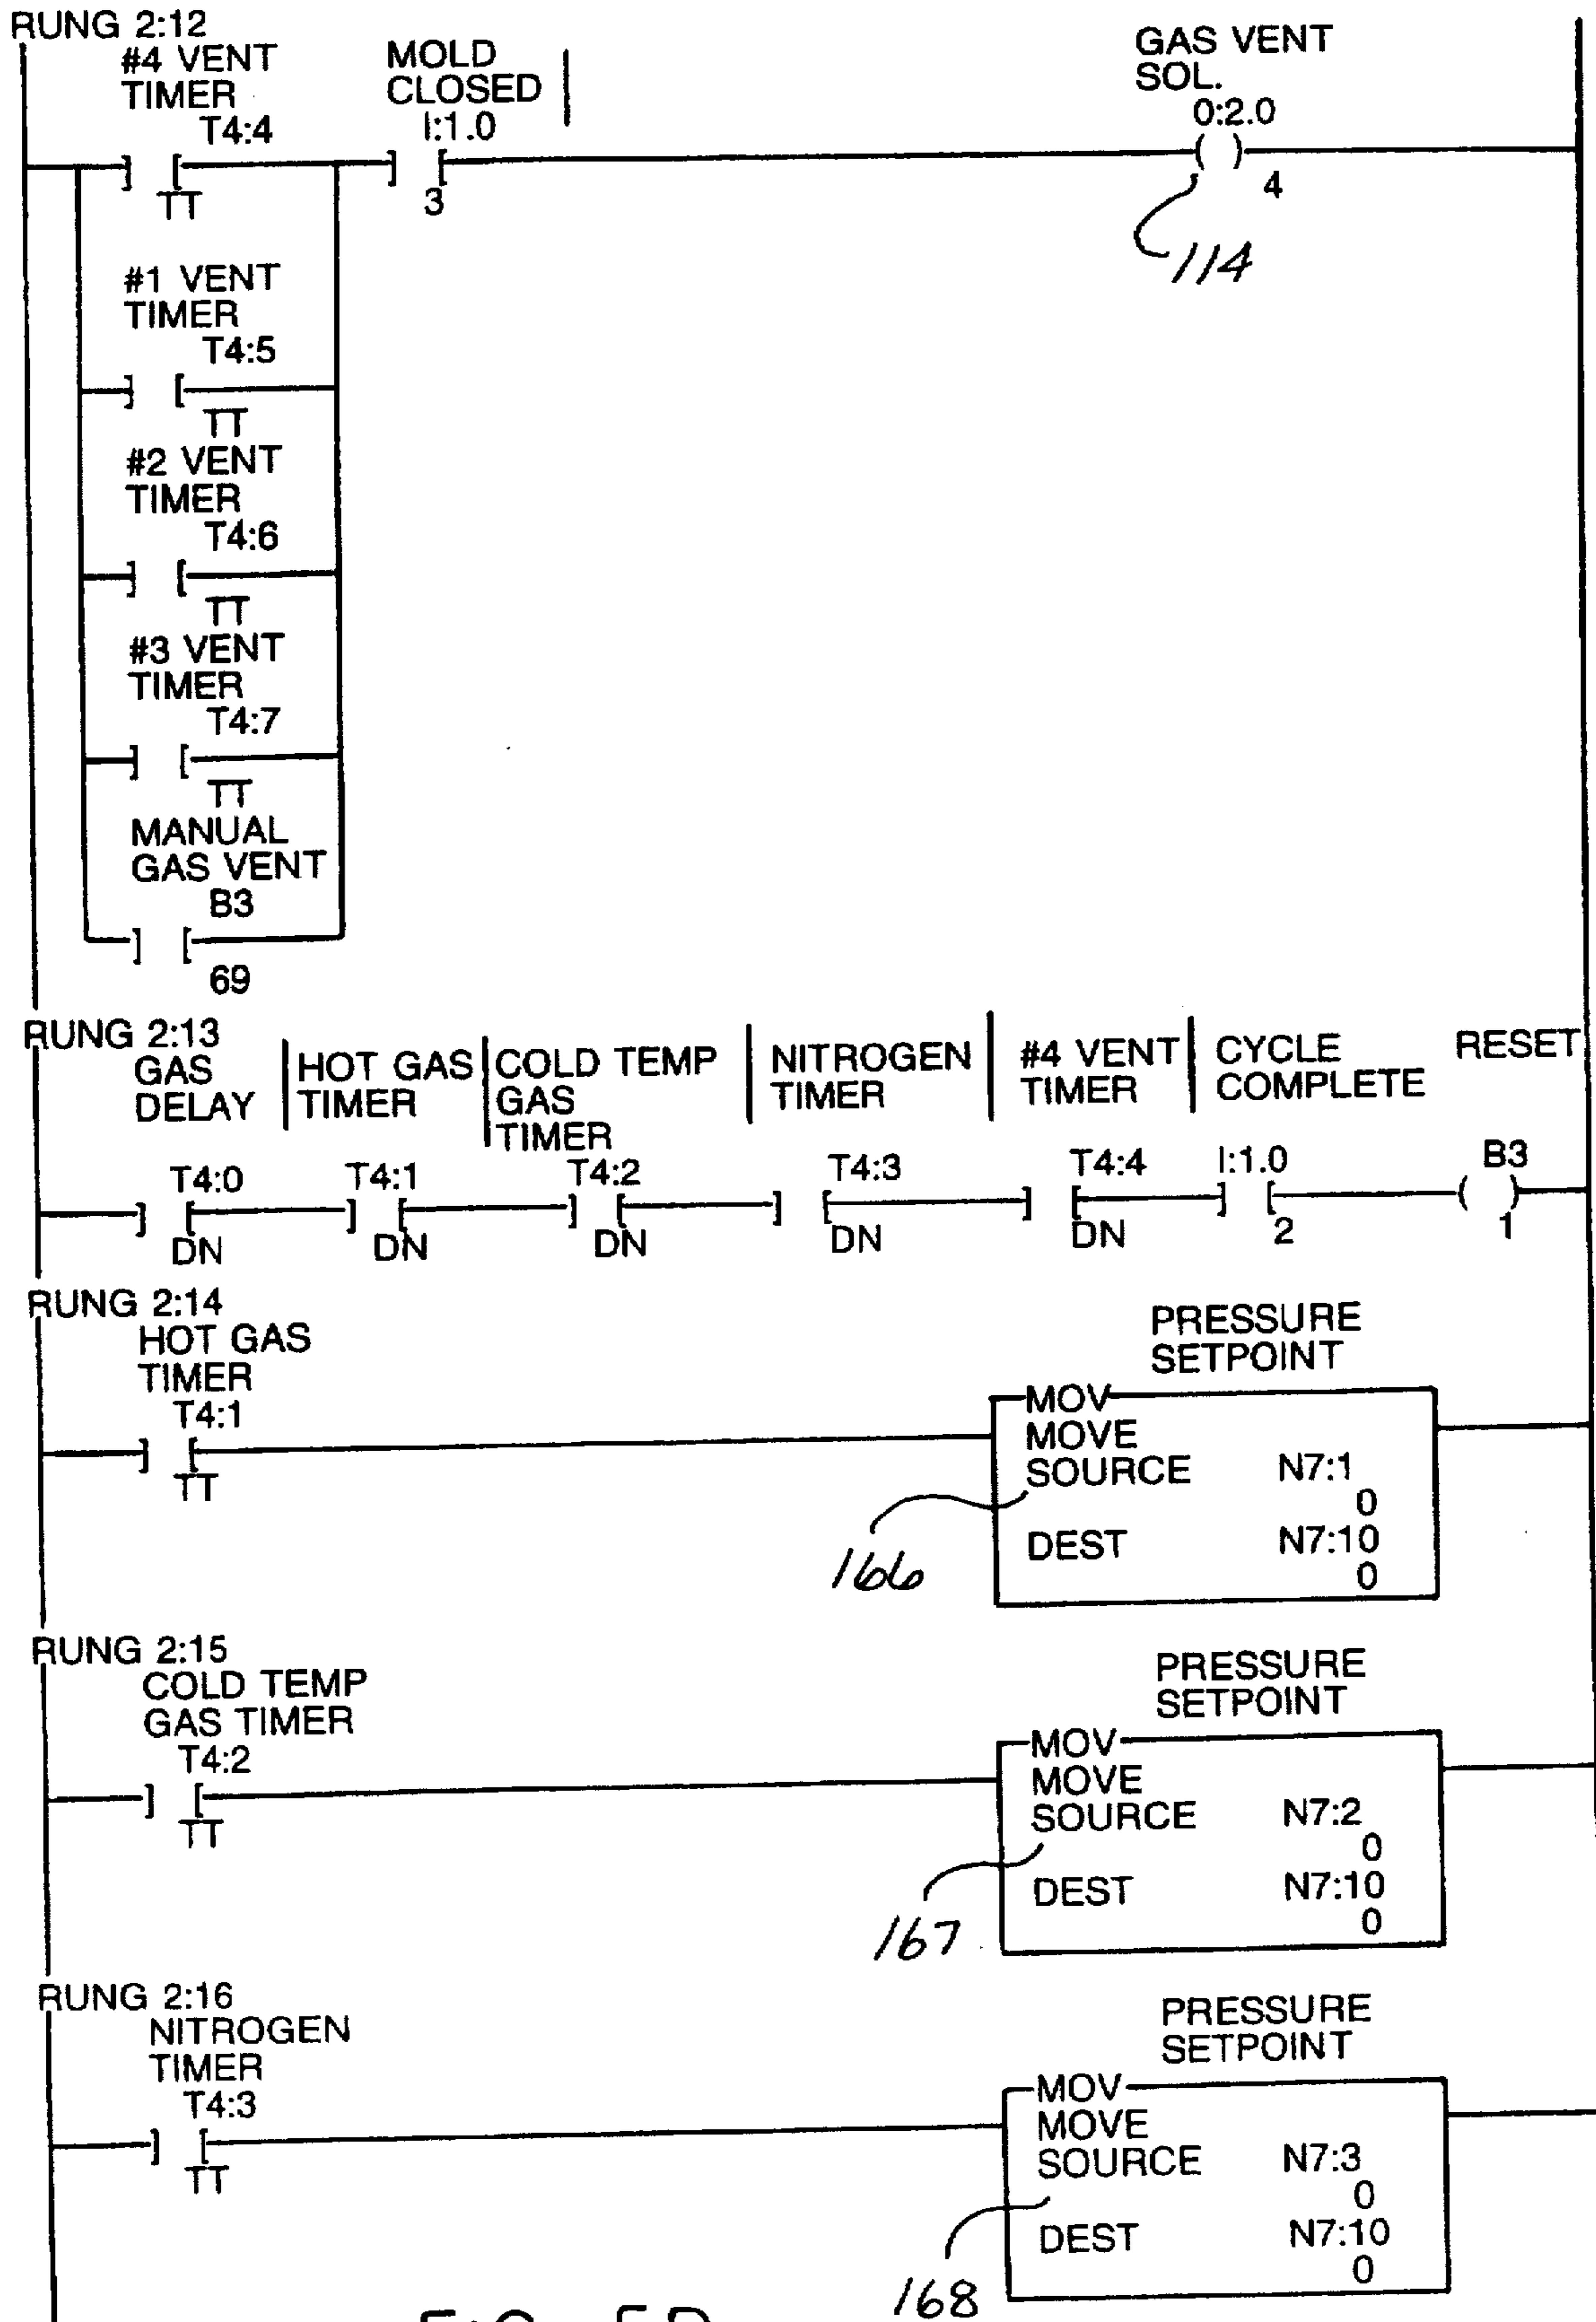 RUNG 2:12
#4 VENT
TIMER
T4:4
TT
MOLD
CLOSED
I:1.0
3
GAS VENT
SOL.
0:2.0
4
114
#1 VENT
TIMER
T4:5
TT
#2 VENT
TIMER
T4:6
TT
#3 VENT
TIMER
T4:7
TT
MANUAL
GAS VENT
B3
69
RUNG 2:13
GAS
DELAY
T4:0
DN
HOT GAS
TIMER
T4:1
DN
COLD TEMP
GAS
TIMER
T4:2
DN
NITROGEN
TIMER
T4:3
DN
#4 VENT
TIMER
T4:4
DN
CYCLE
COMPLETE
I:1.0
2
RESET
B3
1
RUNG 2:14
HOT GAS
TIMER
T4:1
TT
PRESSURE
SETPOINT
MOV
MOVE
SOURCE N7:1
0
DEST N7:10
0
166
RUNG 2:15
COLD TEMP
GAS TIMER
T4:2
TT
PRESSURE
SETPOINT
MOV
MOVE
SOURCE N7:2
0
DEST N7:10
0
167
RUNG 2:16
NITROGEN
TIMER
T4:3
TT
PRESSURE
SETPOINT
MOV
MOVE
SOURCE N7:3
0
DEST N7:10
0
168